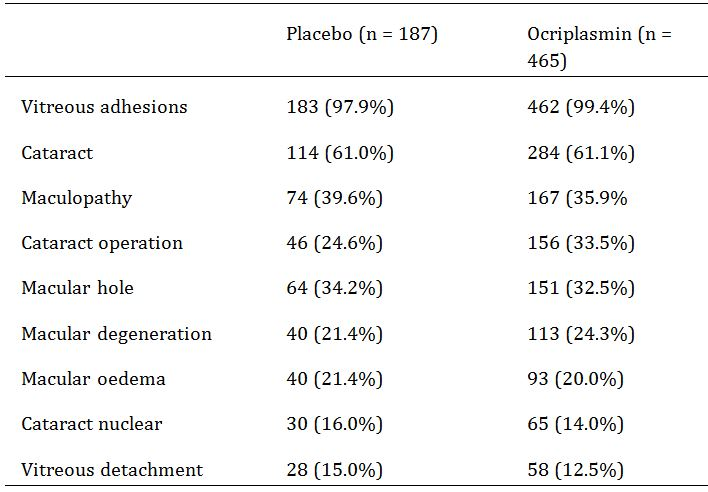 Placebo (n = 187) Ocriplasmin (n =
465)
Vitreous adhesions 183 (97.9%) 462 (99.4%)
Cataract 114 (61.0%) 284 (61.1%)
Maculopathy 74 (39.6%) 167 (35.9%
Cataract operation 46 (24.6%) 156 (33.5%)
Macular hole 64 (34.2%) 151 (32.5%)
Macular degeneration 40 (21.4%) 113 (24.3%)
Macular oedema 40 (21.4%) 93 (20.0%)
Cataract nuclear 30 (16.0%) 65 (14.0%)
Vitreous detachment 28 (15.0%) 58 (12.5%)